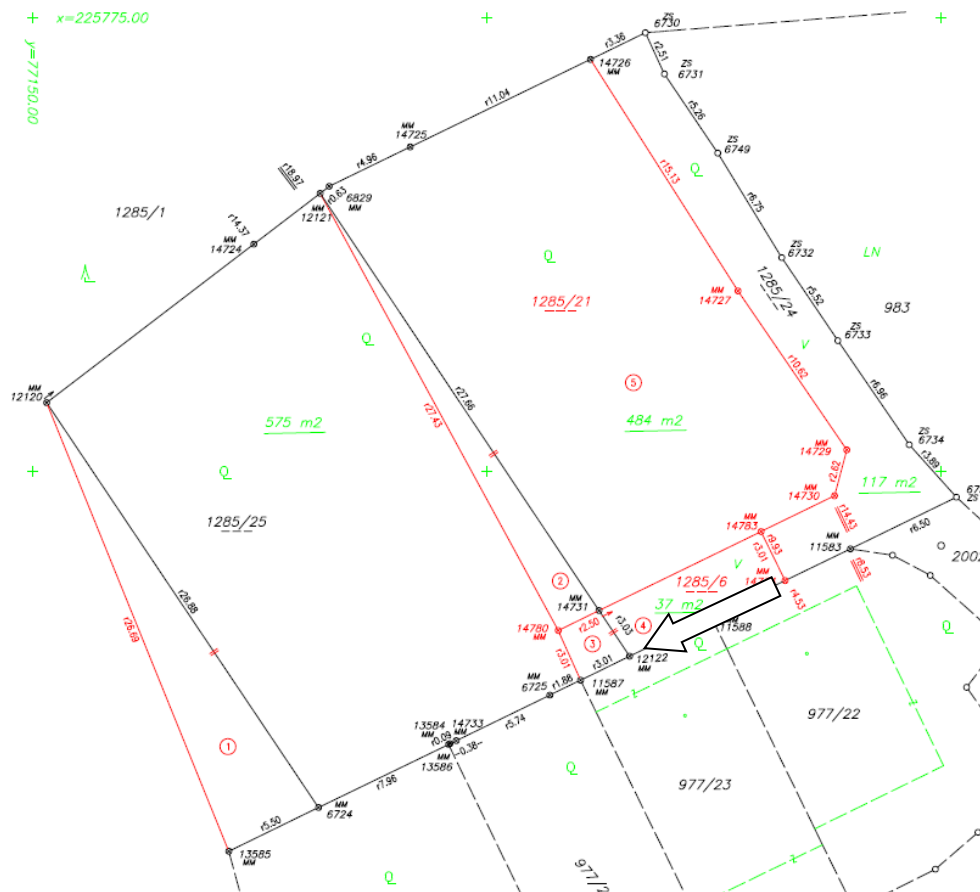 x=225775.00
y=77150.00
ZS
6730
r3.36
r2.51
ZS
6731
14726
MM
r11.04
r5.26
MM
14725
ZS
6749
r4.96
r18.97
r0.63
6829
MM
MM
12121
r15.13
Q
r6.75
1285/1
r14.37
MM
14724
ZS
6732
LN
Q
1285/24
MM
14727
1285/21
r5.52
983
ZS
6733
V
Q
r10.62
5
MM
12120
r27.66
r27.43
r6.96
575 m2
484 m2
ZS
6734
MM
14729
r3.89
Q
r2.62
117 m2
MM
14730
ZS
1285/25
r14.43
MM
14783
r9.93
r3.01
r6.50
MM
11583
r8.53
V
1285/6
r4.53
2
MM
14731
37 m2
r26.88
14780
MM
r2.50
r3.03
4
11588
Q
3
r26.69
r3.01
r3.01
12122
MM
Q
MM
6725
r1.88
11587
MM
13584
MM
14733
MM
r0.09
-0.38-
r5.74
MM
13586
977/22
1
r7.96
Q
977/23
MM
6724
r5.50
13585
MM
Q